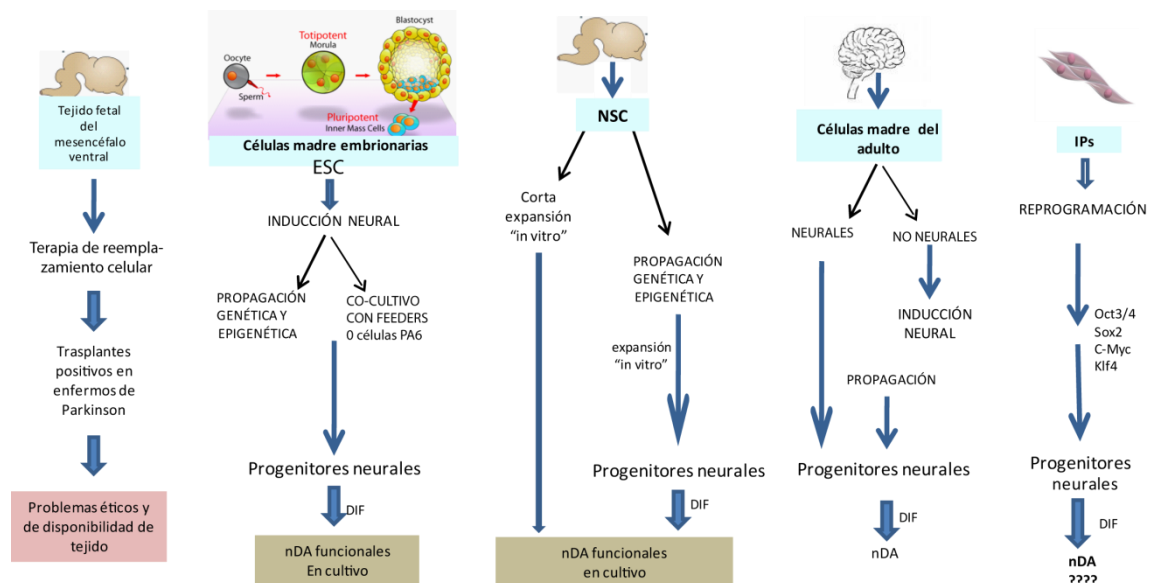 Tejido fetal
del
mesencéfalo
ventral
Terapia de reempla-
zamiento celular
Trasplantes
positivos en
enfermos de
Parkinson
Problemas éticos y
de disponibilidad de
tejido
Oocyte
Sperm
Totipotent
Morula
Blastocyst
Pluripotent
Inner Mass Cells
Células madre embrionarias
ESC
INDUCCIÓN NEURAL
PROPAGACIÓN
GENÉTICA Y
EPIGENÉTICA
CO-CULTIVO
CON FEEDERS
0 células PA6
Progenitores neurales
DIF
nDA funcionales
En cultivo
NSC
Corta
expansión
“in vitro”
PROPAGACIÓN
GENÉTICA Y
EPIGENÉTICA
expansión
“in vitro”
Progenitores neurales
DIF
nDA funcionales
en cultivo
Células madre del
adulto
NEURALES
NO NEURALES
INDUCCIÓN
NEURAL
PROPAGACIÓN
Progenitores neurales
DIF
nDA
IPs
REPROGRAMACIÓN
Oct3/4
Sox2
C-Myc
Klf4
Progenitores
neurales
DIF
nDA
????